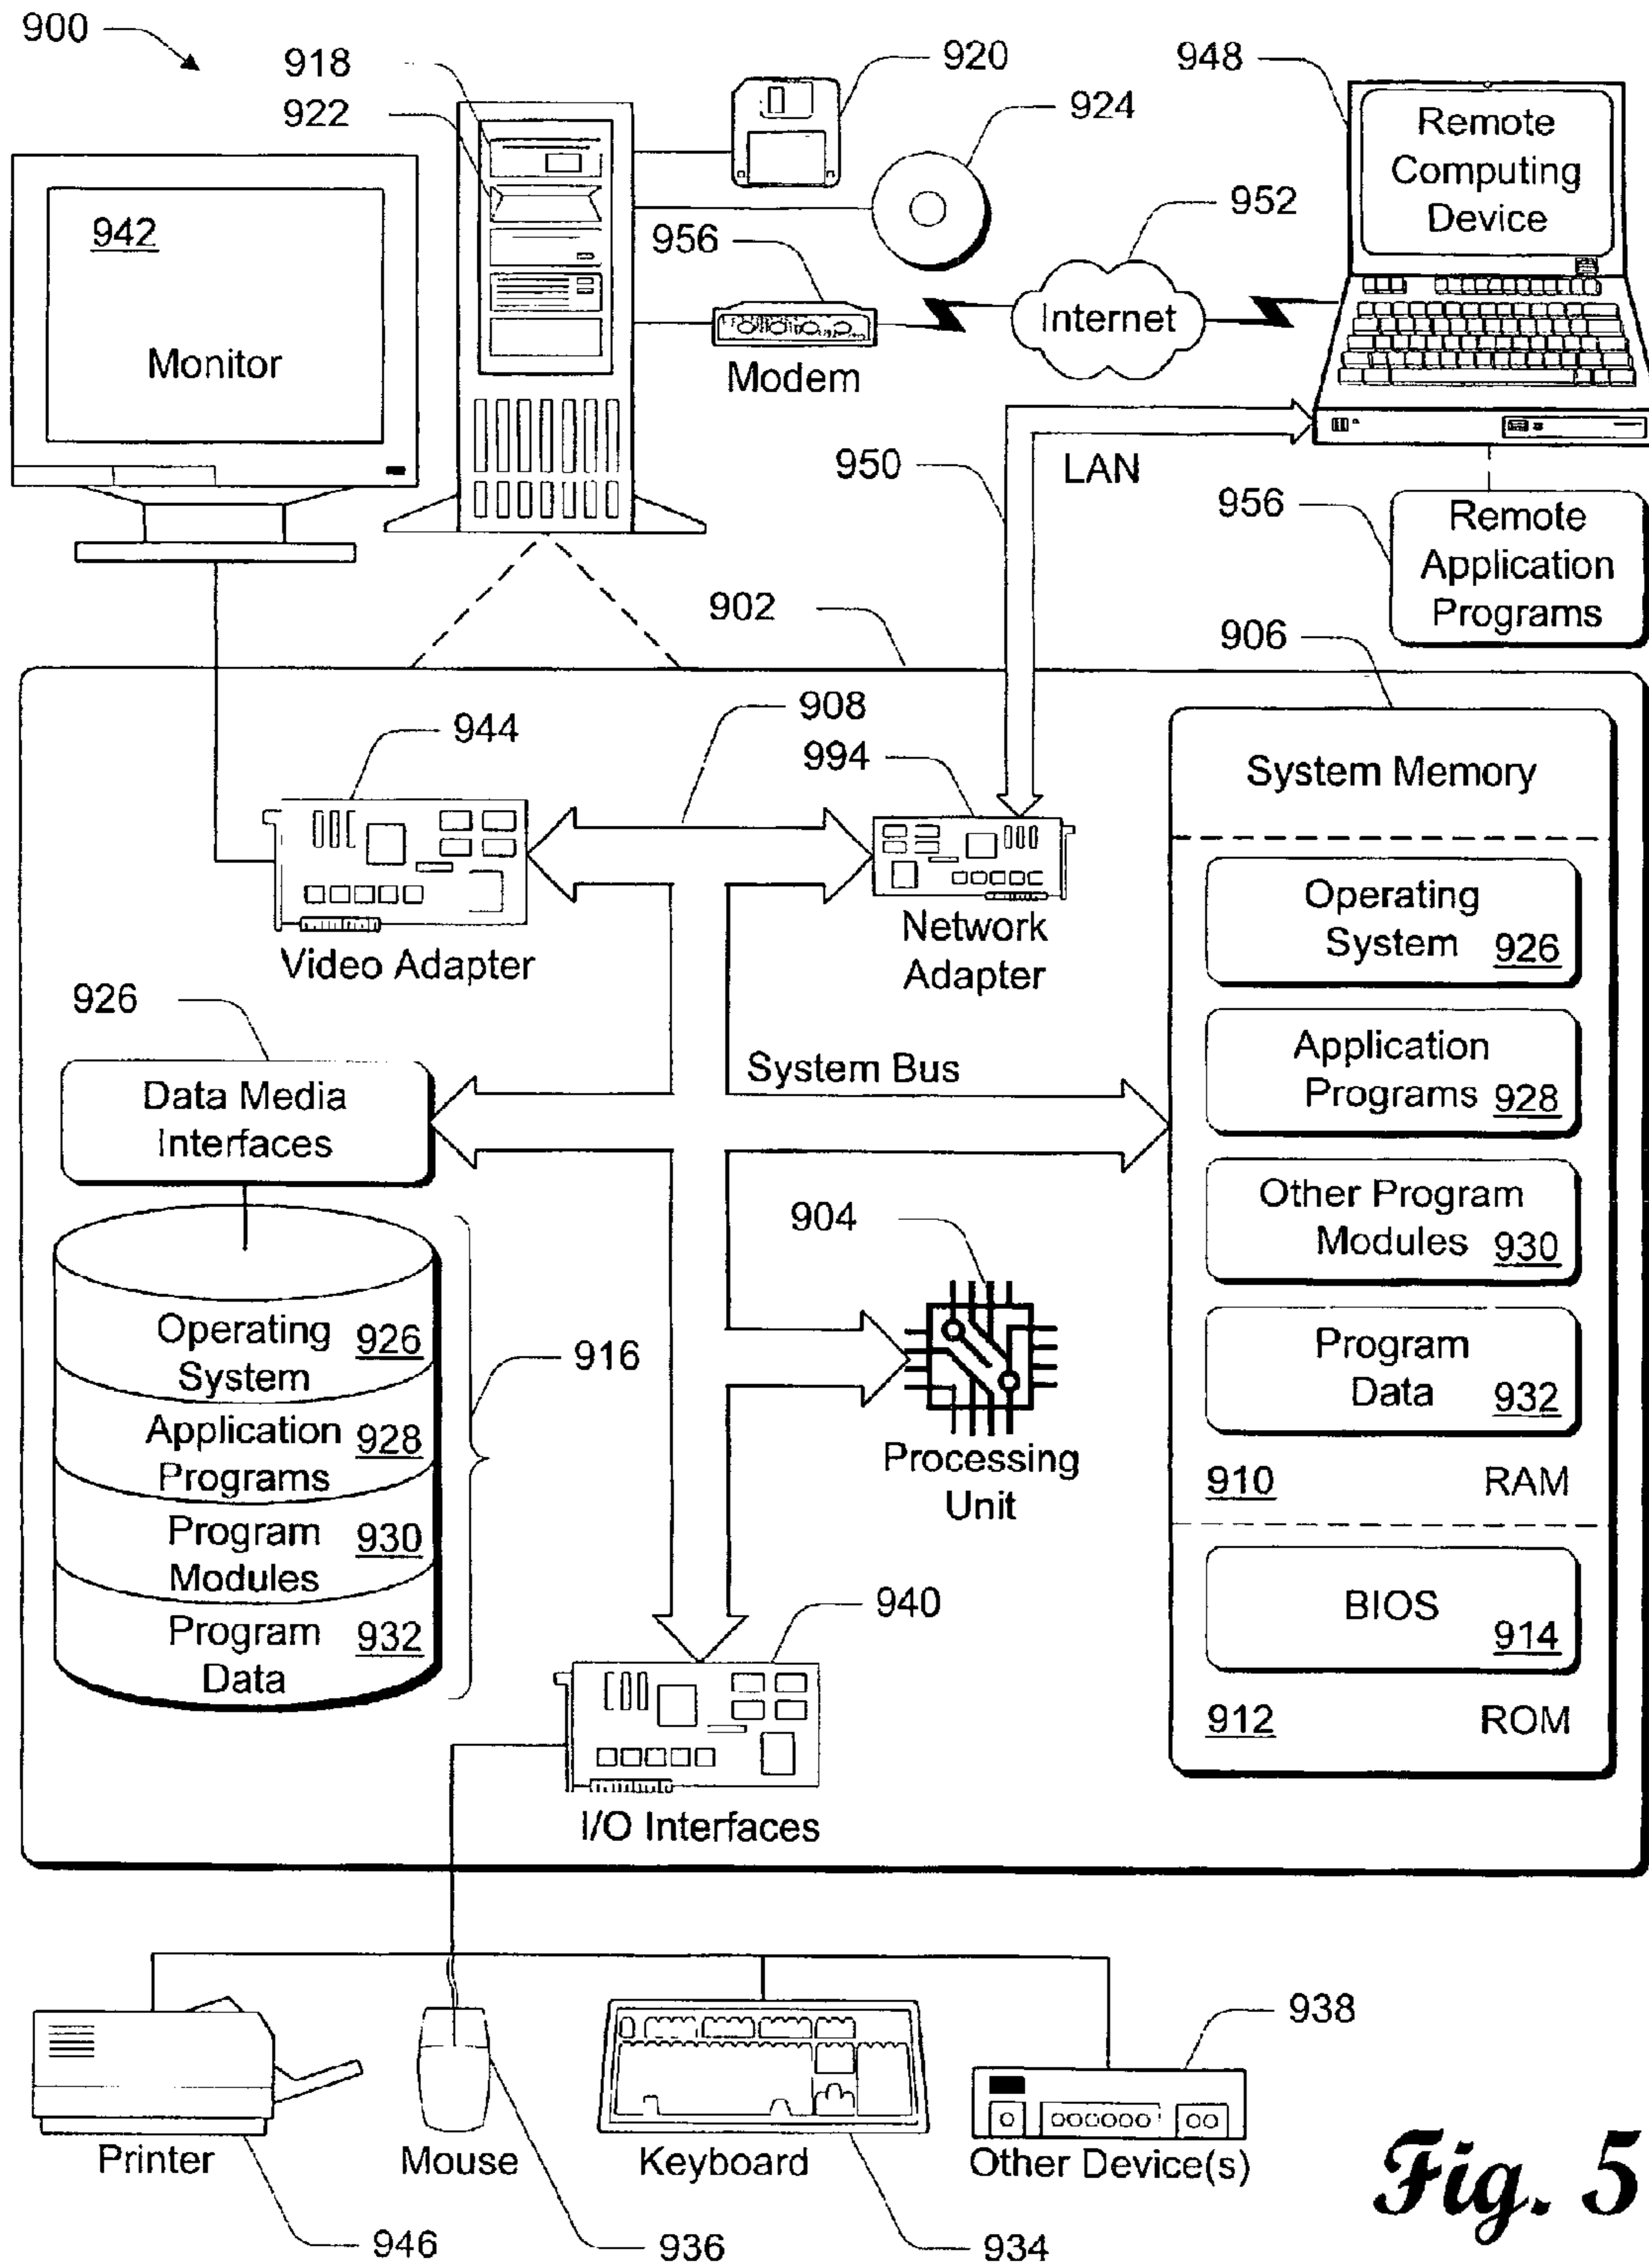 900
918
920
948
922
924
Remote
Computing
Device
942
956
952
Monitor
Modem
Internet
950
LAN
956
Remote
Application
Programs
902
906
908
944
994
System Memory
Video Adapter
Network
Adapter
Operating
System 926
926
Data Media
Interfaces
System Bus
Application
Programs 928
904
Other Program
Modules 930
Operating 926
System
916
Program
Data 932
Application 928
Programs
Processing
Unit
910 RAM
Program 930
Modules
940
BIOS
914
Program 932
Data
912 ROM
I/O Interfaces
938
Printer
Mouse
Keyboard
Other Device(s)
946
936
934
Fig. 5